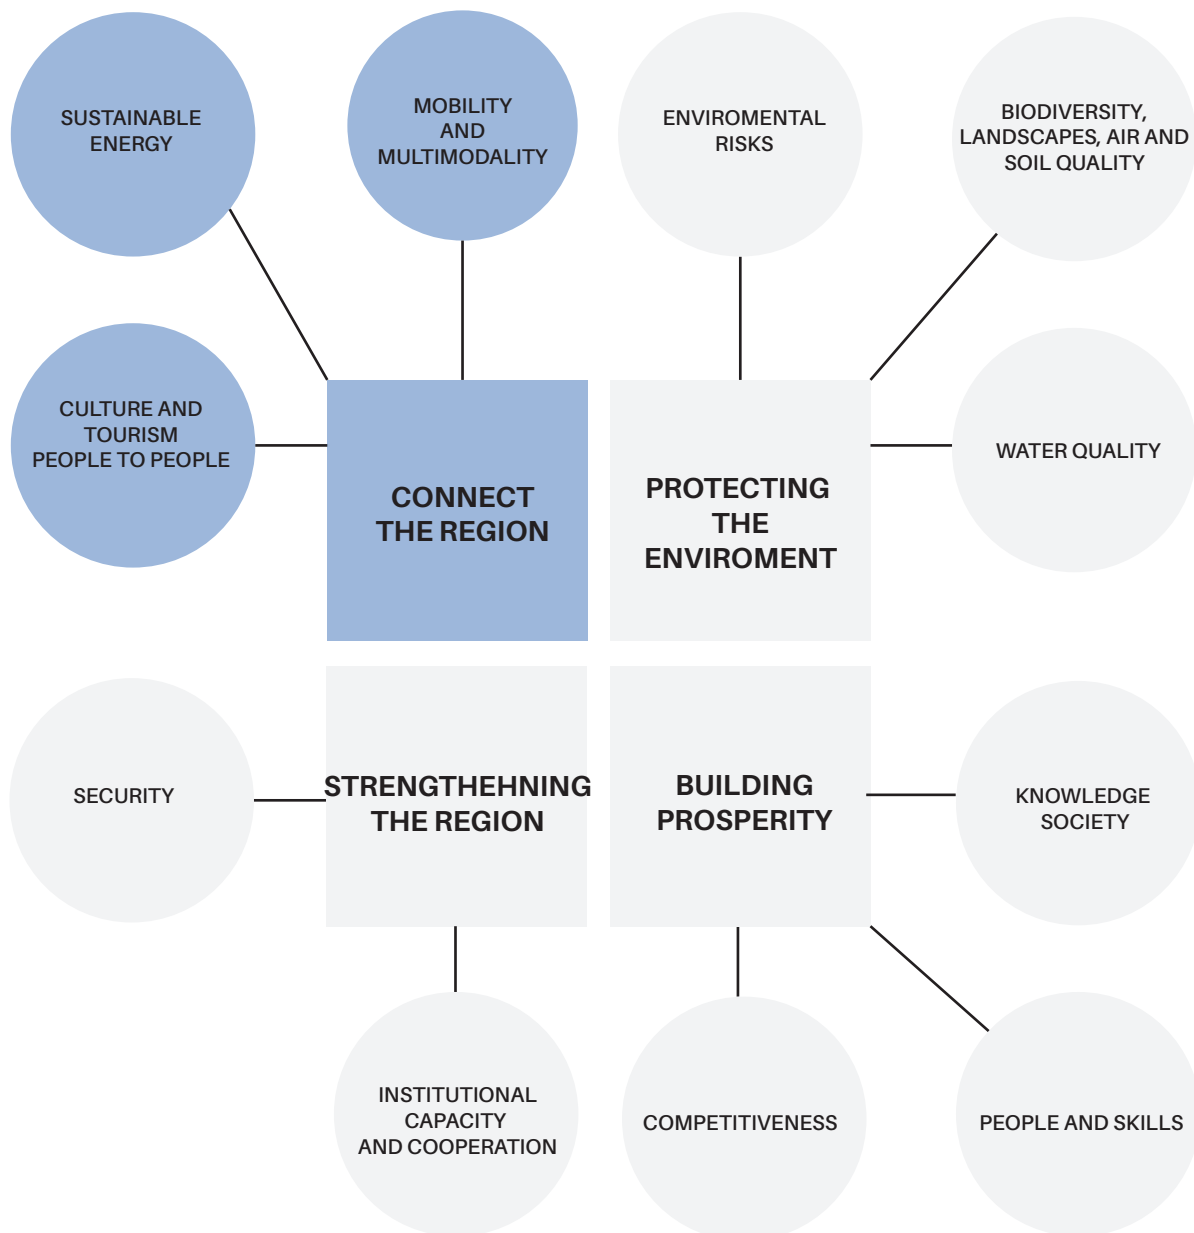 SUSTAINABLE
ENERGY
MOBILITY
AND
MULTIMODALITY
ENVIROMENTAL
RISKS
BIODIVERSITY,
LANDSCAPES, AIR AND
SOIL QUALITY
CULTURE AND
TOURISM
PEOPLE TO PEOPLE
CONNECT
THE REGION
PROTECTING
THE
ENVIROMENT
WATER QUALITY
SECURITY
STRENGTHEHNING
THE REGION
BUILDING
PROSPERITY
KNOWLEDGE
SOCIETY
INSTITUTIONAL
CAPACITY
AND COOPERATION
COMPETITIVENESS
PEOPLE AND SKILLS